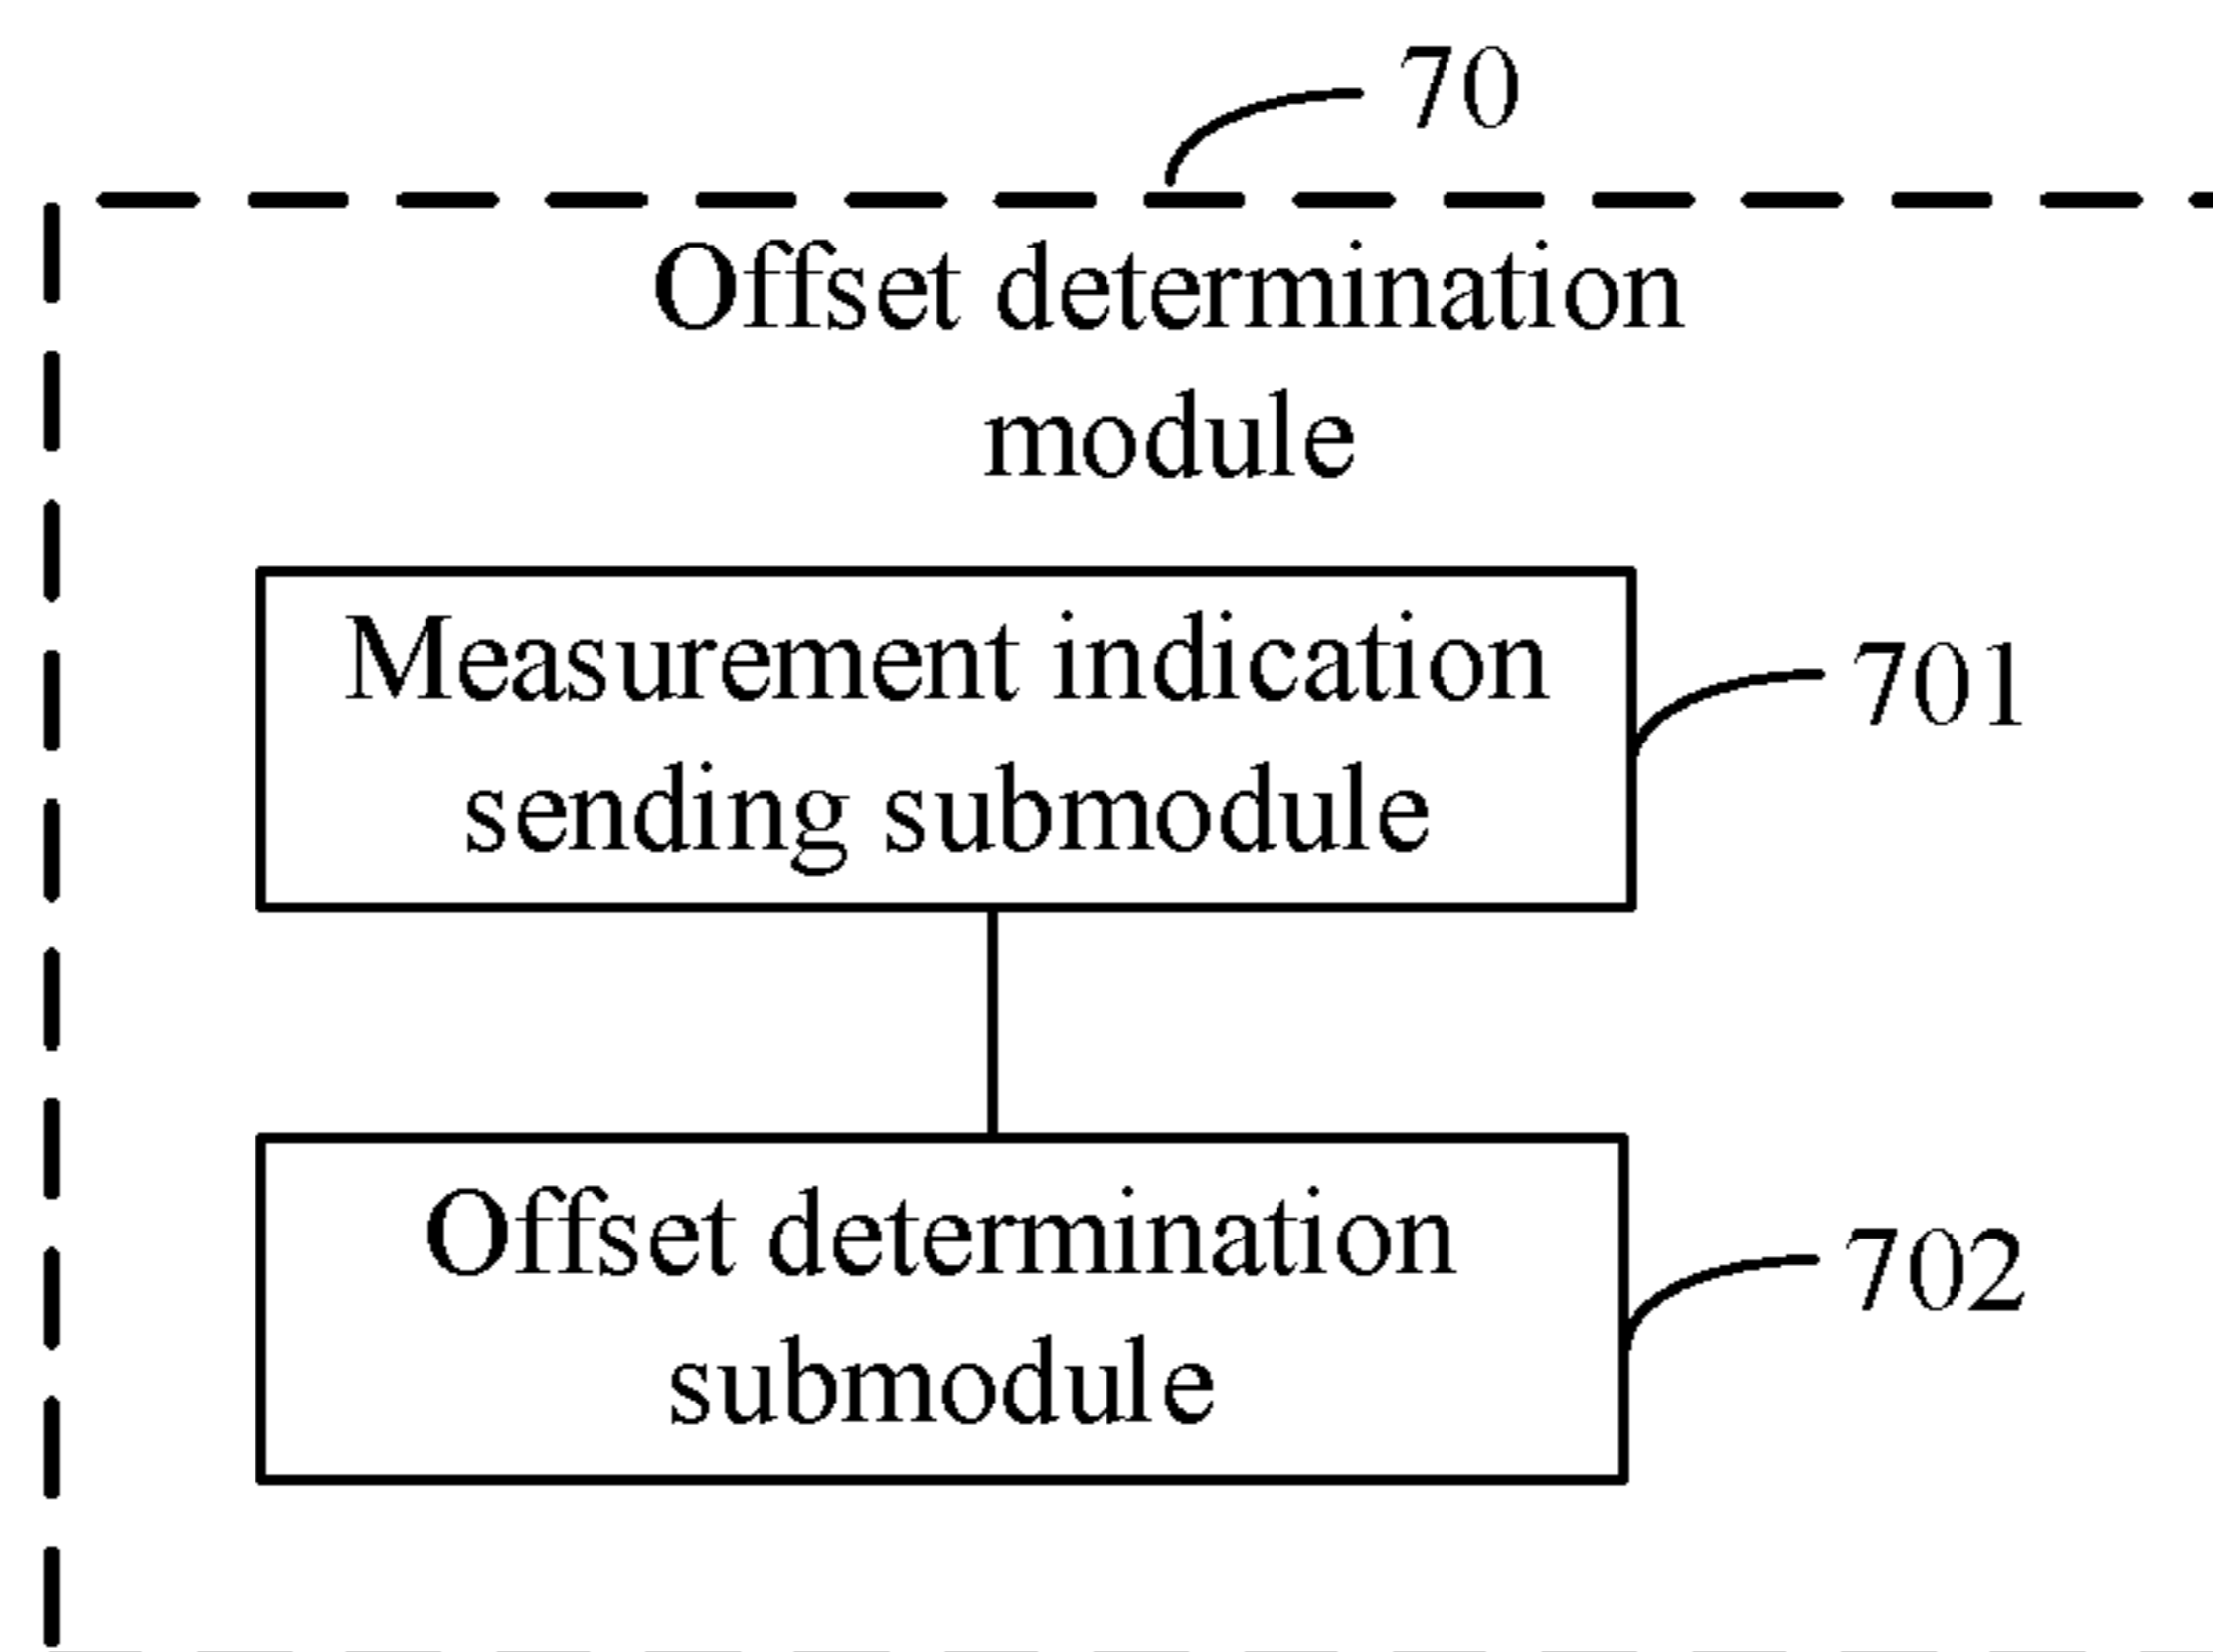 70
Offset determination
module
Measurement indication
sending submodule
701
Offset determination
submodule
702